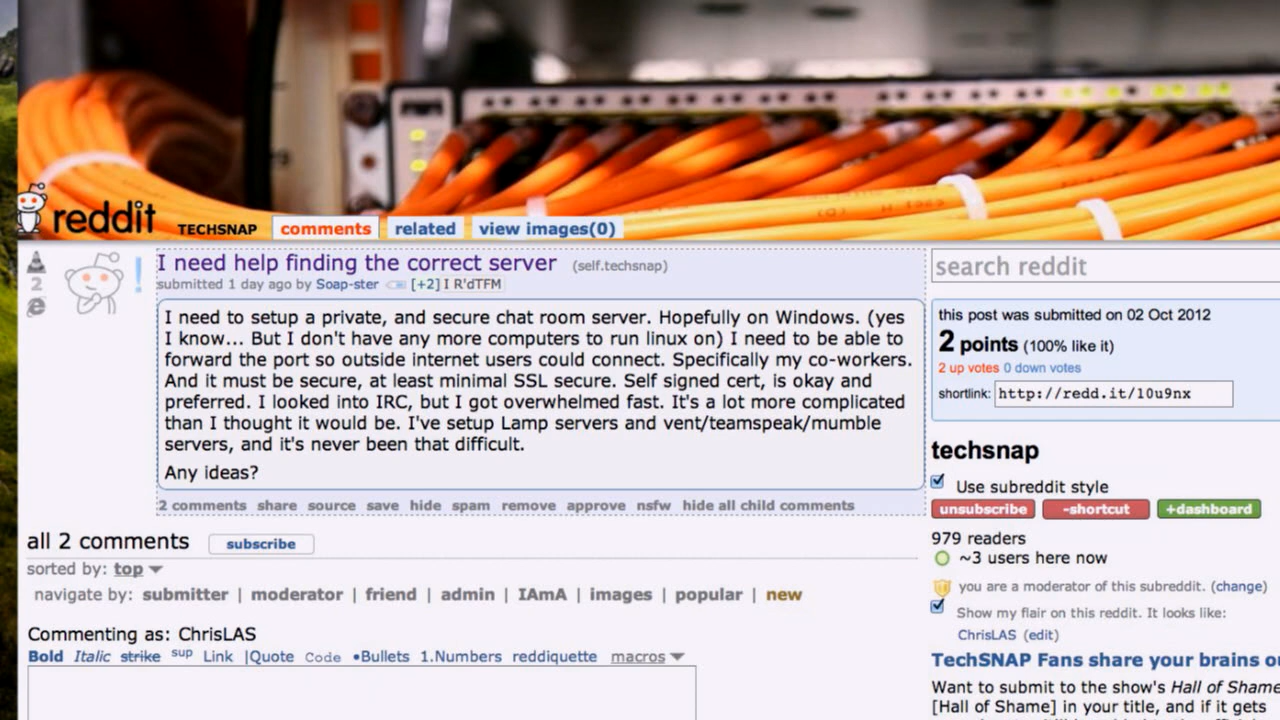 reddit TECHSNAP comments related view images(0)
2
I need help finding the correct server (self.techsnap)
submitted 1 day ago by Soap-ster [+2] I R'dTFM
I need to setup a private, and secure chat room server. Hopefully on Windows. (yes
I know... But I don't have any more computers to run linux on) I need to be able to
forward the port so outside internet users could connect. Specifically my co-workers.
And it must be secure, at least minimal SSL secure. Self signed cert, is okay and
preferred. I looked into IRC, but I got overwhelmed fast. It's a lot more complicated
than I thought it would be. I've setup Lamp servers and vent/teamspeak/mumble
servers, and it's never been that difficult.
Any ideas?
2 comments share source save hide spam remove approve nsfw hide all child comments
all 2 comments subscribe
sorted by: top
navigate by: submitter | moderator | friend | admin | IAmA | images | popular | new
Commenting as: ChrisLAS
Bold Italic strike sup Link |Quote Code •Bullets 1.Numbers reddiquette macros
search reddit
this post was submitted on 02 Oct 2012
2 points (100% like it)
2 up votes 0 down votes
shortlink: http://redd.it/10u9nx
techsnap
Use subreddit style
unsubscribe -shortcut +dashboard
979 readers
~3 users here now
you are a moderator of this subreddit. (change)
Show my flair on this reddit. It looks like:
ChrisLAS (edit)
TechSNAP Fans share your brains
Want to submit to the show's Hall of Shame
[Hall of Shame] in your title, and if it gets